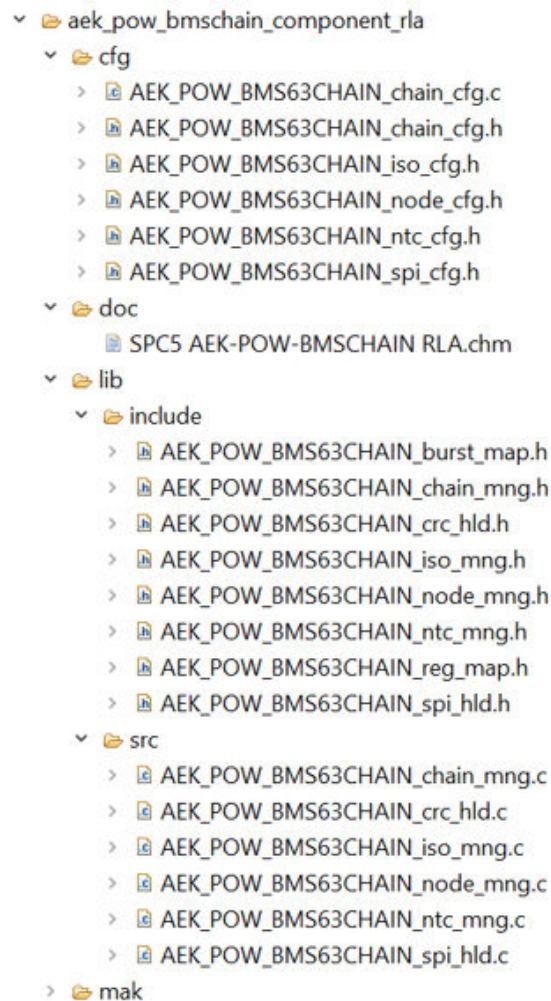 aek_pow_bmschain_component_rla
cfg
AEK_POW_BMS63CHAIN_chain_cfg.c
AEK_POW_BMS63CHAIN_chain_cfg.h
AEK_POW_BMS63CHAIN_iso_cfg.h
AEK_POW_BMS63CHAIN_node_cfg.h
AEK_POW_BMS63CHAIN_ntc_cfg.h
AEK_POW_BMS63CHAIN_spi_cfg.h
doc
SPC5 AEK-POW-BMSCHAIN RLA.chm
lib
include
AEK_POW_BMS63CHAIN_burst_map.h
AEK_POW_BMS63CHAIN_chain_mng.h
AEK_POW_BMS63CHAIN_crc_hld.h
AEK_POW_BMS63CHAIN_iso_mng.h
AEK_POW_BMS63CHAIN_node_mng.h
AEK_POW_BMS63CHAIN_ntc_mng.h
AEK_POW_BMS63CHAIN_reg_map.h
AEK_POW_BMS63CHAIN_spi_hld.h
src
AEK_POW_BMS63CHAIN_chain_mng.c
AEK_POW_BMS63CHAIN_crc_hld.c
AEK_POW_BMS63CHAIN_iso_mng.c
AEK_POW_BMS63CHAIN_node_mng.c
AEK_POW_BMS63CHAIN_ntc_mng.c
AEK_POW_BMS63CHAIN_spi_hld.c
mak